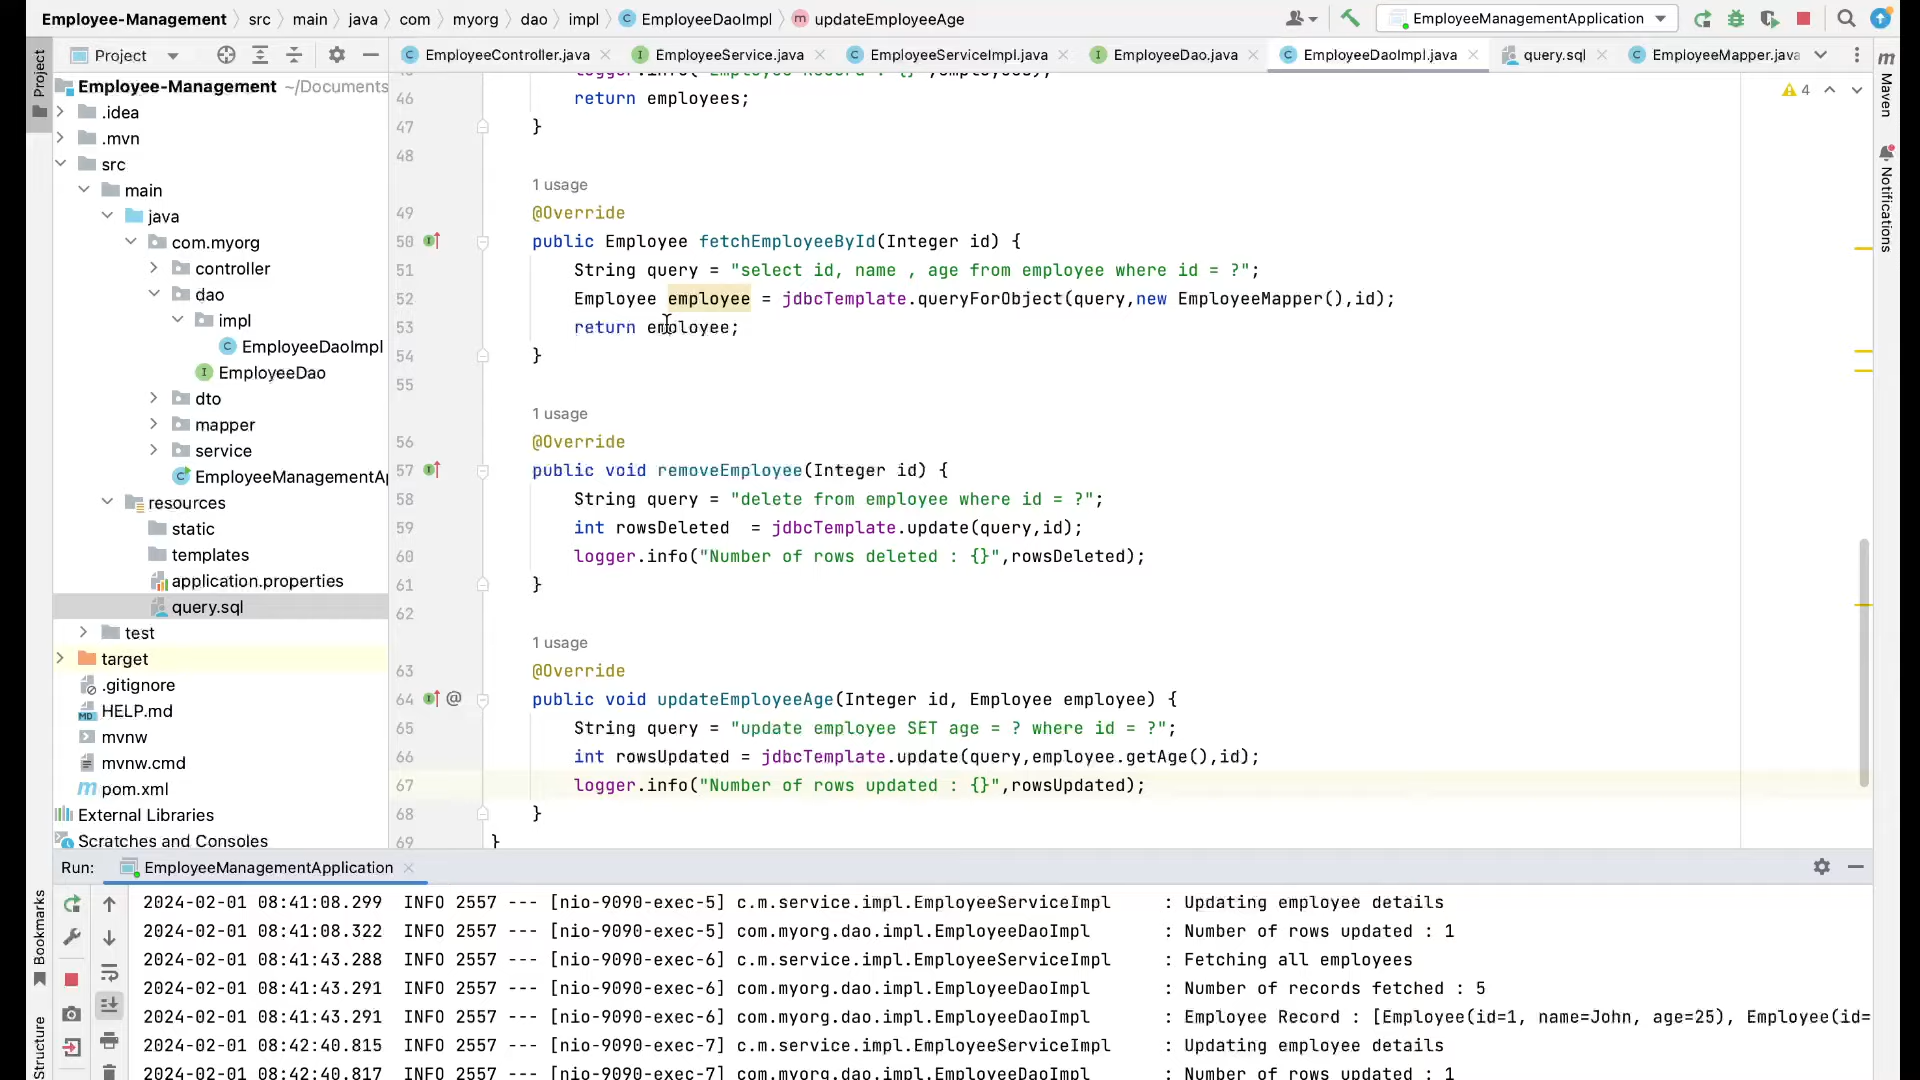 Employee-Management src main java com myorg dao impl EmployeeDaoImpl updateEmployeeAge
EmployeeManagementApplication
Project
EmployeeController.java EmployeeService.java EmployeeServiceImpl.java EmployeeDao.java EmployeeDaoImpl.java query.sql EmployeeMapper.java
Project
Employee-Management ~/Documents
.idea
.mvn
src
main
java
com.myorg
controller
dao
impl
EmployeeDaoImpl
EmployeeDao
dto
mapper
service
EmployeeManagementAp
resources
static
templates
application.properties
query.sql
test
target
.gitignore
HELP.md
mvnw
mvnw.cmd
pom.xml
External Libraries
Scratches and Consoles
4
46 return employees;
47 }
48
1 usage
49 @Override
50 public Employee fetchEmployeeById(Integer id) {
51 String query = "select id, name , age from employee where id = ?";
52 Employee employee = jdbcTemplate.queryForObject(query,new EmployeeMapper(),id);
53 return employee;
54 }
55
1 usage
56 @Override
57 public void removeEmployee(Integer id) {
58 String query = "delete from employee where id = ?";
59 int rowsDeleted  = jdbcTemplate.update(query,id);
60 logger.info("Number of rows deleted : {}",rowsDeleted);
61 }
62
1 usage
63 @Override
64 @ public void updateEmployeeAge(Integer id, Employee employee) {
65 String query = "update employee SET age = ? where id = ?";
66 int rowsUpdated = jdbcTemplate.update(query,employee.getAge(),id);
67 logger.info("Number of rows updated : {}",rowsUpdated);
68 }
69 }
Maven
Notifications
Run: EmployeeManagementApplication
2024-02-01 08:41:08.299  INFO 2557 --- [nio-9090-exec-5] c.m.service.impl.EmployeeServiceImpl     : Updating employee details
2024-02-01 08:41:08.322  INFO 2557 --- [nio-9090-exec-5] com.myorg.dao.impl.EmployeeDaoImpl       : Number of rows updated : 1
2024-02-01 08:41:43.288  INFO 2557 --- [nio-9090-exec-6] c.m.service.impl.EmployeeServiceImpl     : Fetching all employees
2024-02-01 08:41:43.291  INFO 2557 --- [nio-9090-exec-6] com.myorg.dao.impl.EmployeeDaoImpl       : Number of records fetched : 5
2024-02-01 08:41:43.291  INFO 2557 --- [nio-9090-exec-6] com.myorg.dao.impl.EmployeeDaoImpl       : Employee Record : [Employee(id=1, name=John, age=25), Employee(id=
2024-02-01 08:42:40.815  INFO 2557 --- [nio-9090-exec-7] c.m.service.impl.EmployeeServiceImpl     : Updating employee details
2024-02-01 08:42:40.817  INFO 2557 --- [nio-9090-exec-7] com.myorg.dao.impl.EmployeeDaoImpl       : Number of rows updated : 1
Bookmarks
Structure